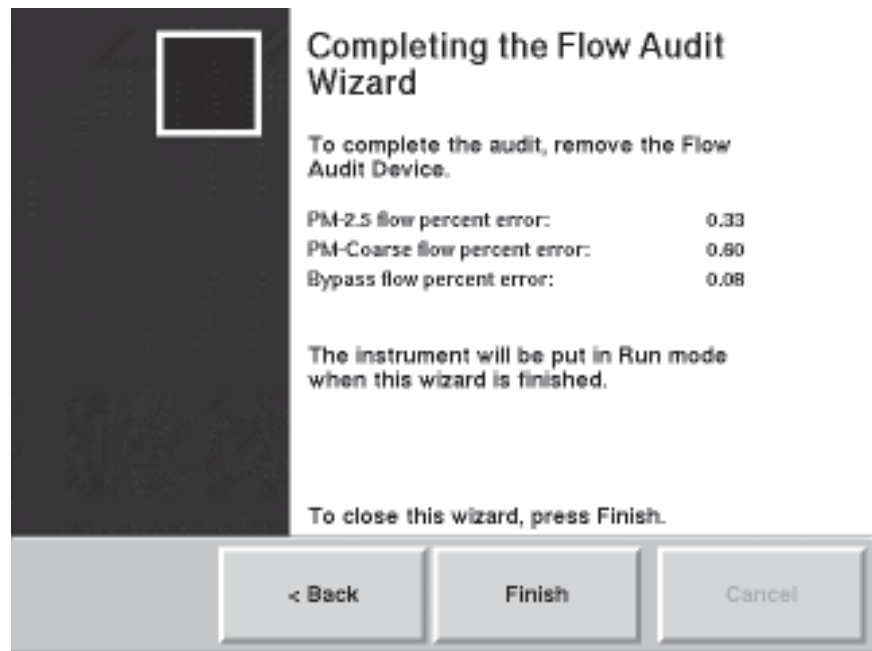 Completing the Flow Audit
Wizard
To complete the audit, remove the Flow
Audit Device.
PM-2.5 flow percent error: 0.33
PM-Coarse flow percent error: 0.60
Bypass flow percent error: 0.08
The instrument will be put in Run mode
when this wizard is finished.
To close this wizard, press Finish.
< Back Finish Cancel